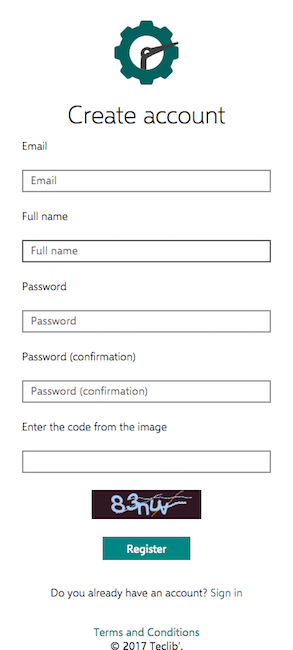 Create account
Email
Email
Full name
Full name
Password
Password
Password (confirmation)
Password (confirmation)
Enter the code from the image
Register
Do you already have an account? Sign in
Terms and Conditions
© 2017 Teclib'.